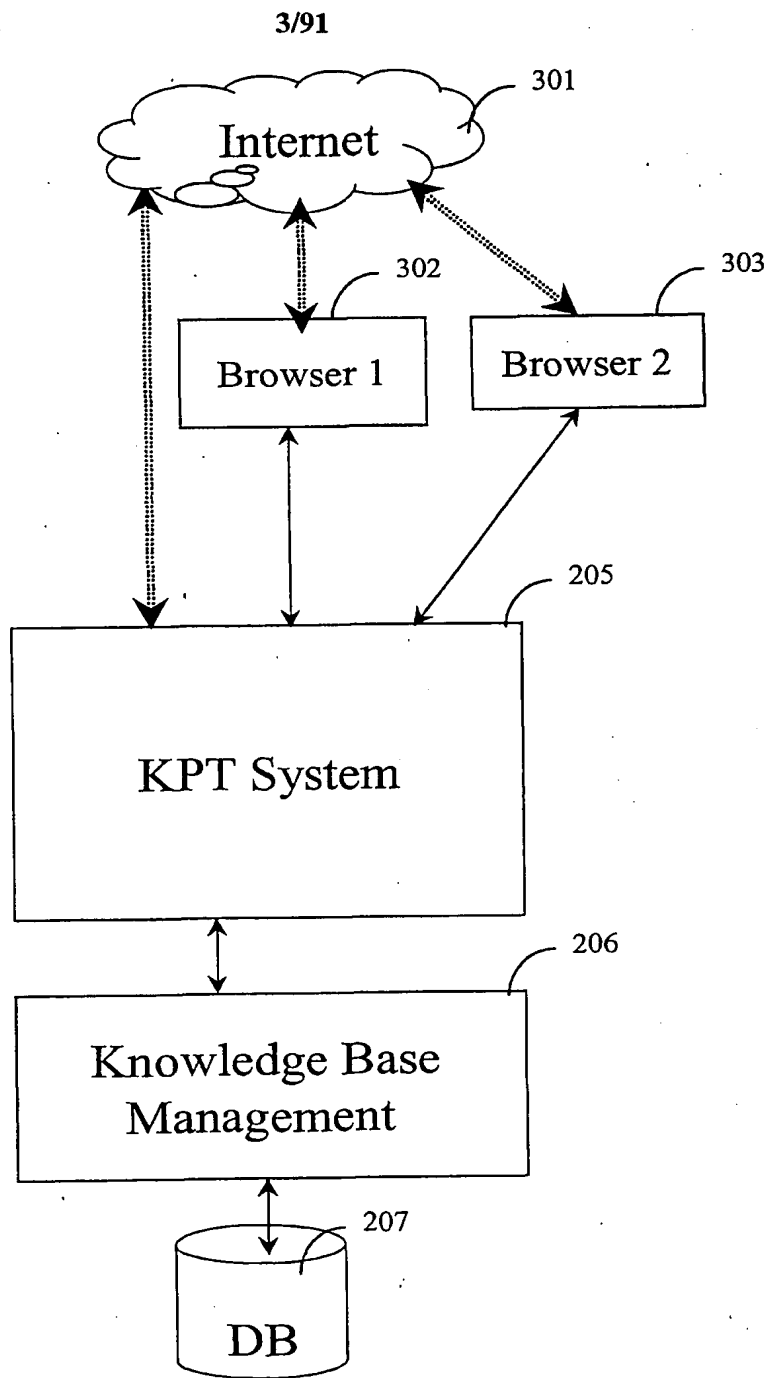 3/91
301
Internet
302
303
Browser 1
Browser 2
205
KPT System
206
Knowledge Base
Management
207
DB